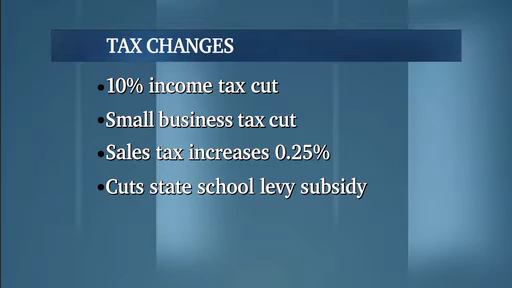 TAX CHANGES
•10% income tax cut
•Small business tax cut
•Sales tax increases 0.25%
•Cuts state school levy subsidy